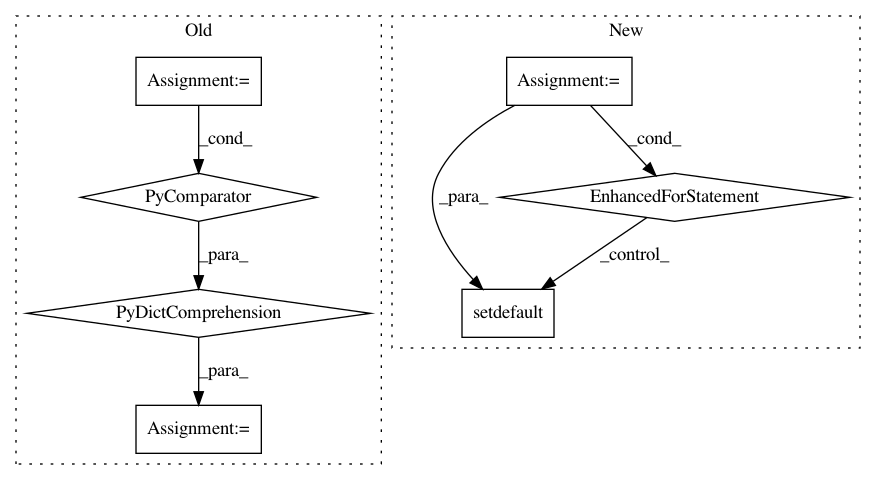 Old
Assignment:=
_cond_
PyComparator
_para_
PyDictComprehension
_para_
Assignment:=
New
Assignment:=
_cond_
_para_
EnhancedForStatement
_control_
setdefault